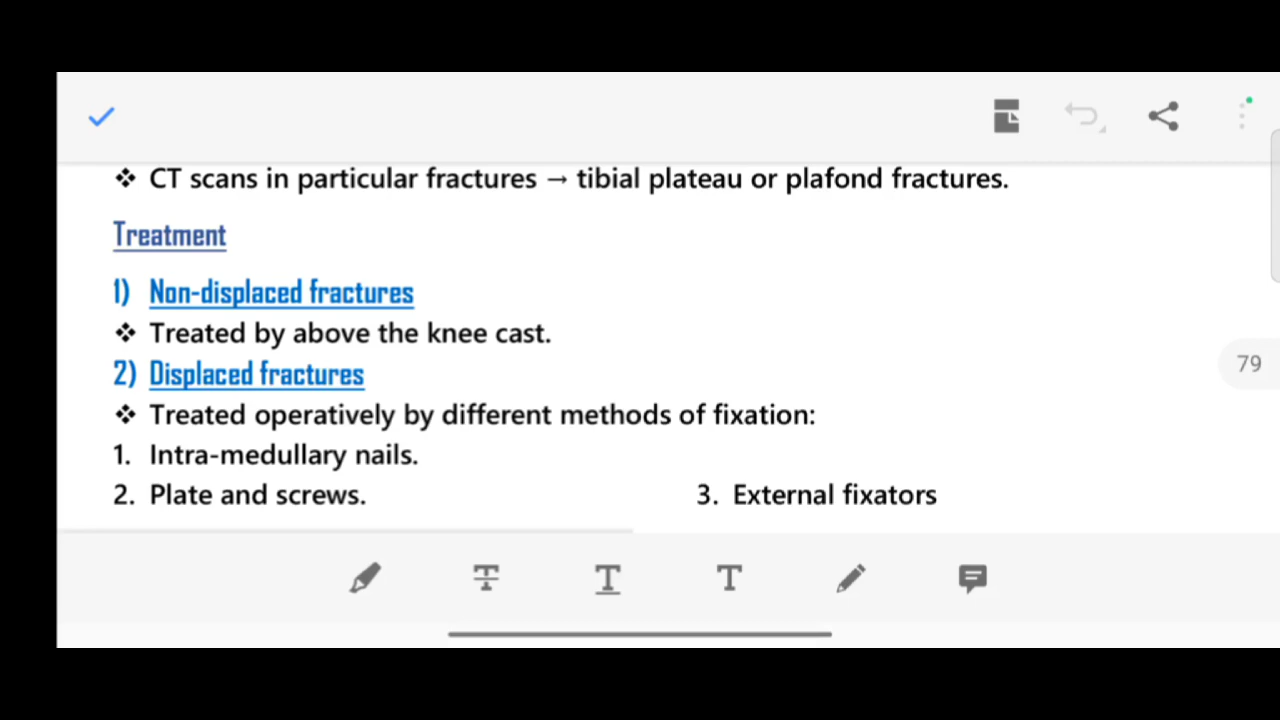 ❖ CT scans in particular fractures → tibial plateau or plafond fractures.
Treatment
1) Non-displaced fractures
❖ Treated by above the knee cast.
79
2) Displaced fractures
❖ Treated operatively by different methods of fixation:
1. Intra-medullary nails.
2. Plate and screws. 3. External fixators